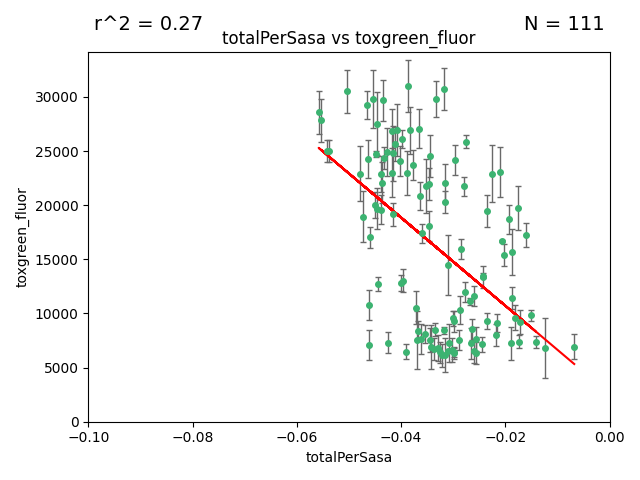 r^2 = 0.27
N = 111
totalPerSasa vs toxgreen_fluor
toxgreen_fluor
30000
25000
20000
15000
10000
5000
0
−0.10
−0.08
−0.06
−0.04
−0.02
0.00
totalPerSasa